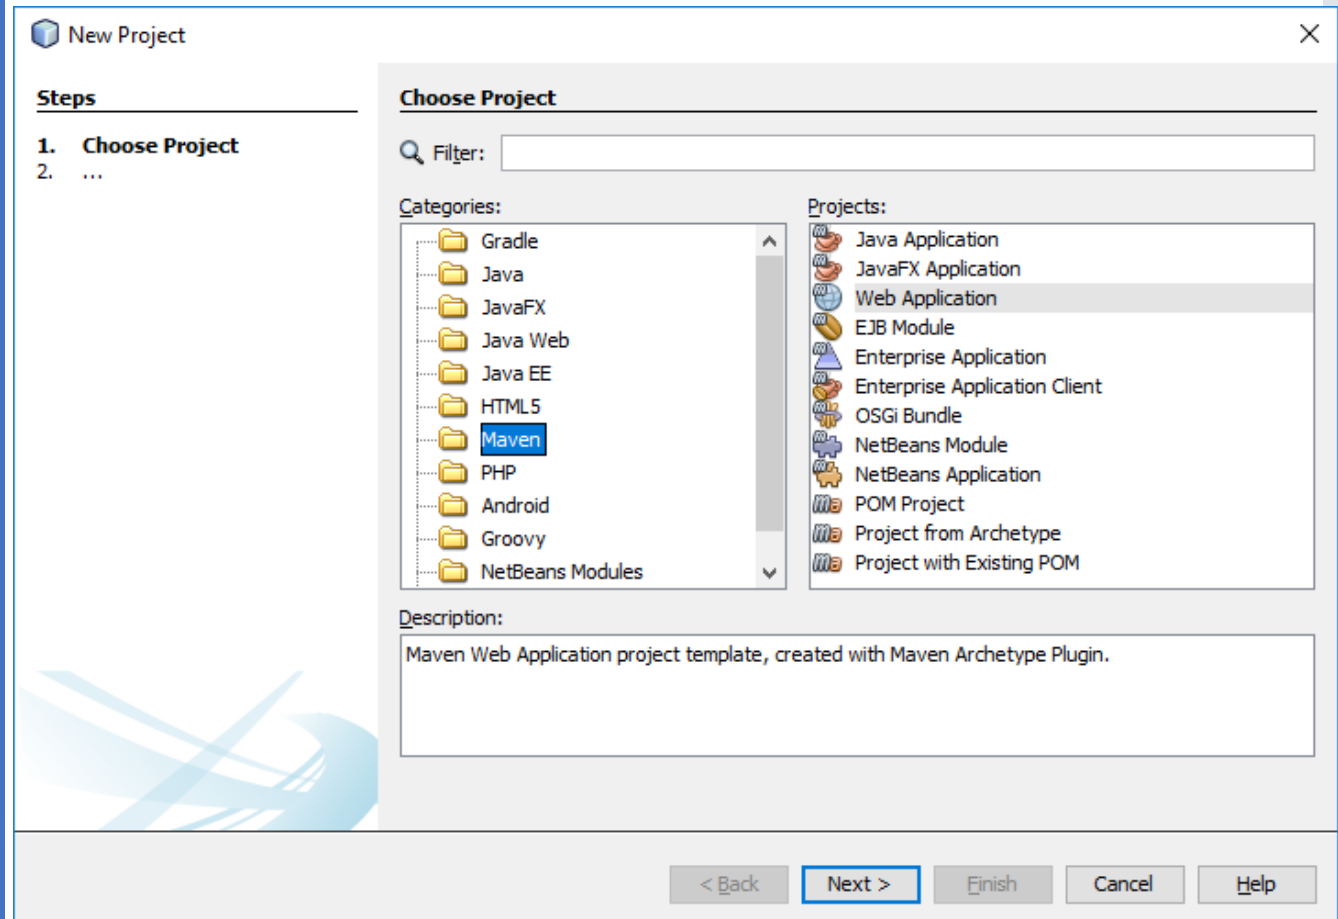 New Project
Steps
1. Choose Project
2. ...
Choose Project
Filter:
Categories:
Gradle
Java
JavaFX
Java Web
Java EE
HTML5
Maven
PHP
Android
Groovy
NetBeans Modules
Projects:
Java Application
JavaFX Application
Web Application
EJB Module
Enterprise Application
Enterprise Application Client
OSGi Bundle
NetBeans Module
NetBeans Application
POM Project
Project from Archetype
Project with Existing POM
Description:
Maven Web Application project template, created with Maven Archetype Plugin.
< Back
Next >
Finish
Cancel
Help